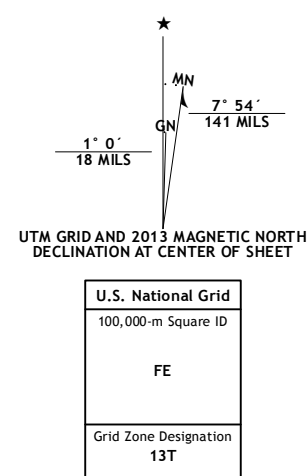 ★
MN
7° 54´
141 MILS
GN
1° 0´
18 MILS
UTM GRID AND 2013 MAGNETIC NORTH
DECLINATION AT CENTER OF SHEET
U.S. National Grid
100,000-m Square ID
FE
Grid Zone Designation
13T